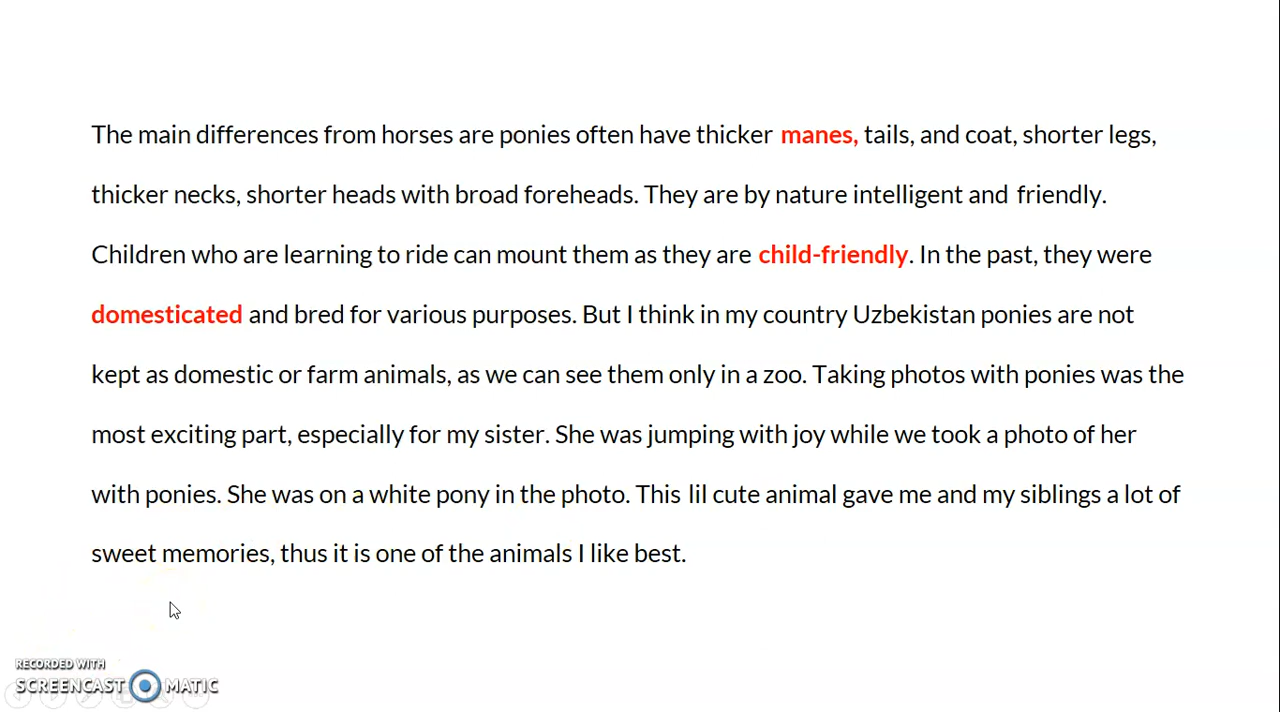 The main differences from horses are ponies often have thicker manes, tails, and coat, shorter legs,
thicker necks, shorter heads with broad foreheads. They are by nature intelligent and friendly.
Children who are learning to ride can mount them as they are child-friendly. In the past, they were
domesticated and bred for various purposes. But I think in my country Uzbekistan ponies are not
kept as domestic or farm animals, as we can see them only in a zoo. Taking photos with ponies was the
most exciting part, especially for my sister. She was jumping with joy while we took a photo of her
with ponies. She was on a white pony in the photo. This lil cute animal gave me and my siblings a lot of
sweet memories, thus it is one of the animals I like best.
RECORDED WITH
SCREENCAST MATIC